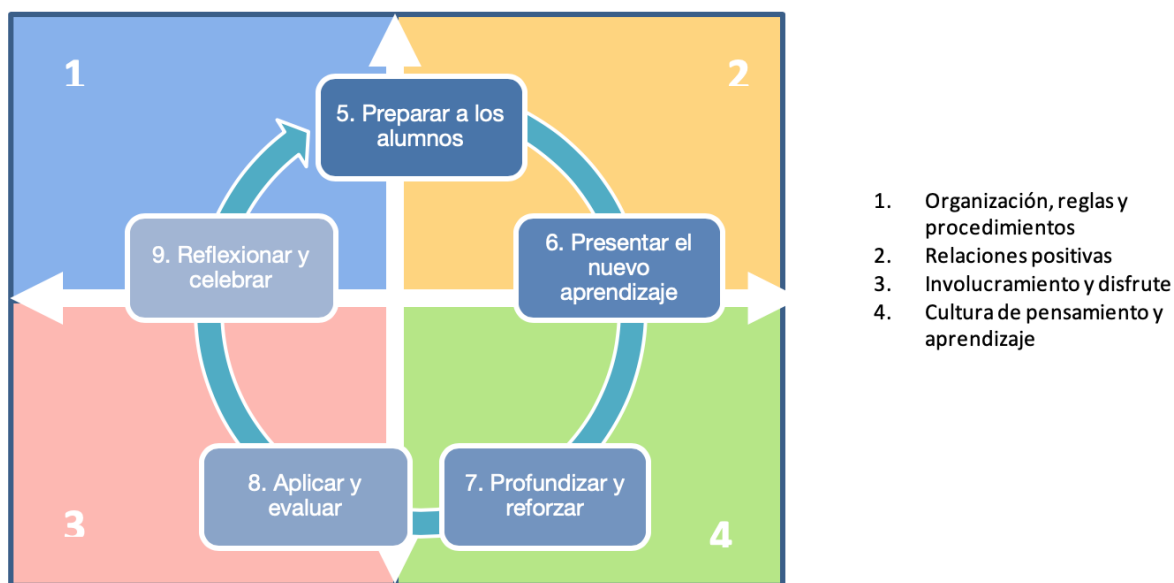 1
2
5. Preparar a los
alumnos
9. Reflexionar y
celebrar
6. Presentar el
nuevo
aprendizaje
8. Aplicar y
evaluar
7. Profundizar y
reforzar
3
4
1. Organización, reglas y
procedimientos
2. Relaciones positivas
3. Involucramiento y disfrute
4. Cultura de pensamiento y
aprendizaje